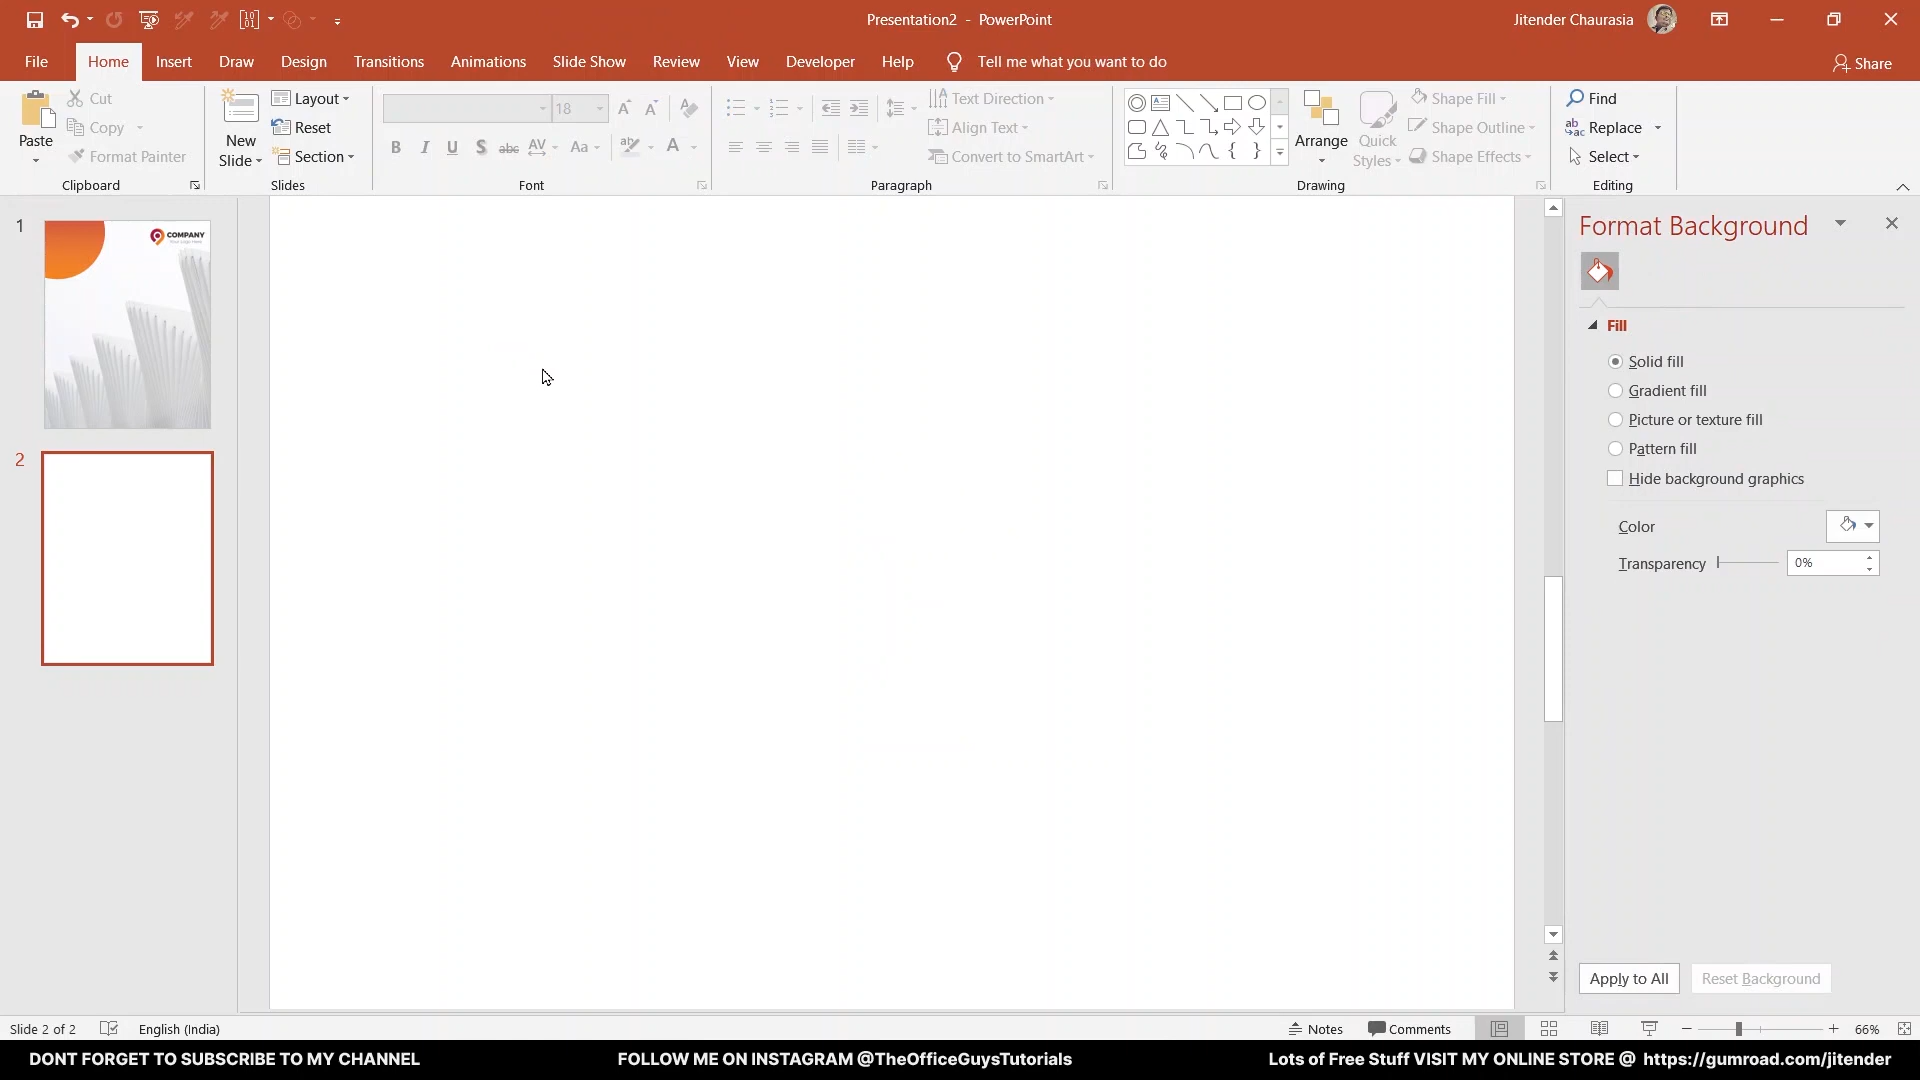 Presentation2 - PowerPoint
Jitender Chaurasia
File
Home
Insert
Draw
Design
Transitions
Animations
Slide Show
Review
View
Developer
Help
Tell me what you want to do
Share
Paste
Cut
Copy
Format Painter
Clipboard
New
Slide
Layout
Reset
Section
Slides
18
B I U S abc AV Aa A
Font
Text Direction
Align Text
Convert to SmartArt
Paragraph
Arrange
Quick
Styles
Shape Fill
Shape Outline
Shape Effects
Drawing
Find
Replace
Select
Editing
1
COMPANY
Your Logo Here
2
Format Background
Fill
Solid fill
Gradient fill
Picture or texture fill
Pattern fill
Hide background graphics
Color
Transparency
0%
Apply to All
Reset Background
Slide 2 of 2
English (India)
Notes
Comments
66%
DONT FORGET TO SUBSCRIBE TO MY CHANNEL
FOLLOW ME ON INSTAGRAM @TheOfficeGuysTutorials
Lots of Free Stuff VISIT MY ONLINE STORE @ https://gumroad.com/jitender